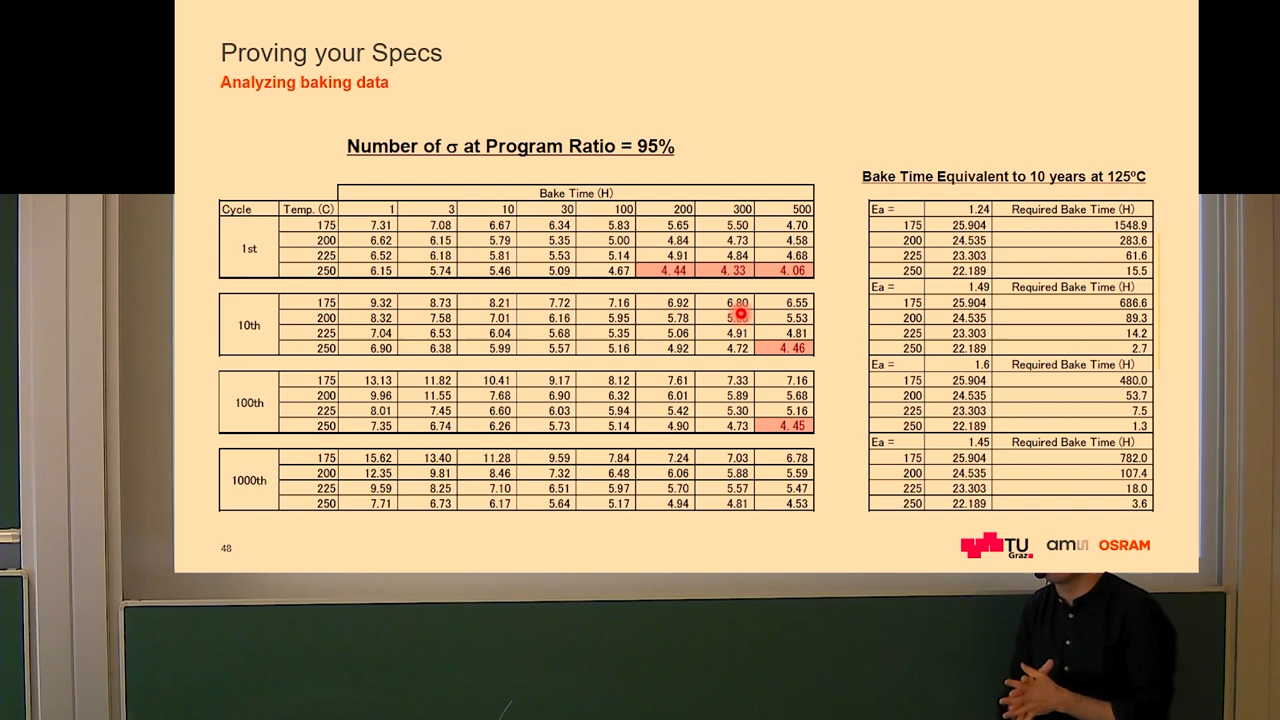 Proving your Specs
Analyzing baking data
Number of σ at Program Ratio = 95%
Bake Time (H)
Cycle Temp. (C) 1 3 10 30 100 200 300 500
1st
175 7.31 7.08 6.67 6.34 5.83 5.65 5.50 4.70
200 6.62 6.15 5.79 5.35 5.00 4.84 4.73 4.58
225 6.52 6.18 5.81 5.53 5.14 4.91 4.84 4.68
250 6.15 5.74 5.46 5.09 4.67 4.44 4.33 4.06
10th
175 9.32 8.73 8.21 7.72 7.16 6.92 6.80 6.55
200 8.32 7.58 7.01 6.16 5.95 5.78 5.53
225 7.04 6.53 6.04 5.68 5.35 5.06 4.91 4.81
250 6.90 6.38 5.99 5.57 5.16 4.92 4.72 4.46
100th
175 13.13 11.82 10.41 9.17 8.12 7.61 7.33 7.16
200 9.96 11.55 7.68 6.90 6.32 6.01 5.89 5.68
225 8.01 7.45 6.60 6.03 5.94 5.42 5.30 5.16
250 7.35 6.74 6.26 5.73 5.14 4.90 4.73 4.45
1000th
175 15.62 13.40 11.28 9.59 7.84 7.24 7.03 6.78
200 12.35 9.81 8.46 7.32 6.48 6.06 5.88 5.59
225 9.59 8.25 7.10 6.51 5.97 5.70 5.57 5.47
250 7.71 6.73 6.17 5.64 5.17 4.94 4.81 4.53
Bake Time Equivalent to 10 years at 125ºC
Ea = 1.24 Required Bake Time (H)
175 25.904 1548.9
200 24.535 283.6
225 23.303 61.6
250 22.189 15.5
Ea = 1.49 Required Bake Time (H)
175 25.904 686.6
200 24.535 89.3
225 23.303 14.2
250 22.189 2.7
Ea = 1.6 Required Bake Time (H)
175 25.904 480.0
200 24.535 53.7
225 23.303 7.5
250 22.189 1.3
Ea = 1.45 Required Bake Time (H)
175 25.904 782.0
200 24.535 107.4
225 23.303 18.0
250 22.189 3.6
48
TU
Graz
am
OSRAM